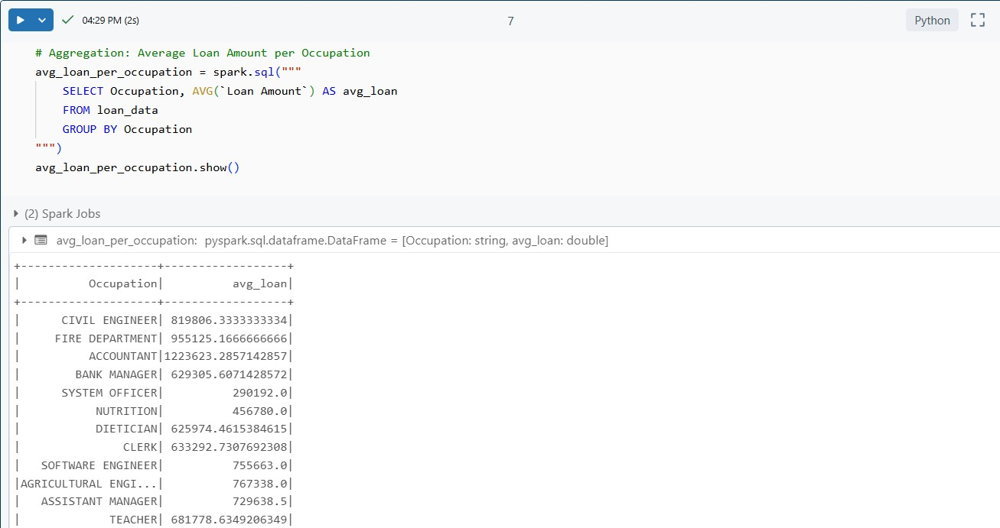 04:29 PM (2s) 7 Python
# Aggregation: Average Loan Amount per Occupation
avg_loan_per_occupation = spark.sql("""
    SELECT Occupation, AVG(`Loan Amount`) AS avg_loan
    FROM loan_data
    GROUP BY Occupation
""")
avg_loan_per_occupation.show()
(2) Spark Jobs
avg_loan_per_occupation: pyspark.sql.dataframe.DataFrame = [Occupation: string, avg_loan: double]
+--------------------+------------------+
|          Occupation|          avg_loan|
+--------------------+------------------+
|      CIVIL ENGINEER| 819806.3333333334|
|     FIRE DEPARTMENT| 955125.1666666666|
|          ACCOUNTANT|1223623.2857142857|
|        BANK MANAGER| 629305.6071428572|
|      SYSTEM OFFICER|          290192.0|
|           NUTRITION|          456780.0|
|           DIETICIAN| 625974.4615384615|
|               CLERK| 633292.7307692308|
|   SOFTWARE ENGINEER|          755663.0|
|AGRICULTURAL ENGI...|          767338.0|
|   ASSISTANT MANAGER|          729638.5|
|             TEACHER| 681778.6349206349|